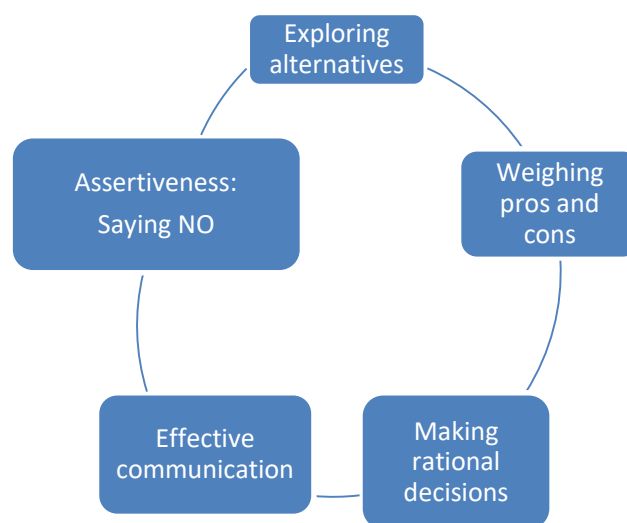 Exploring
alternatives
Weighing
pros and
cons
Making
rational
decisions
Effective
communication
Assertiveness:
Saying NO